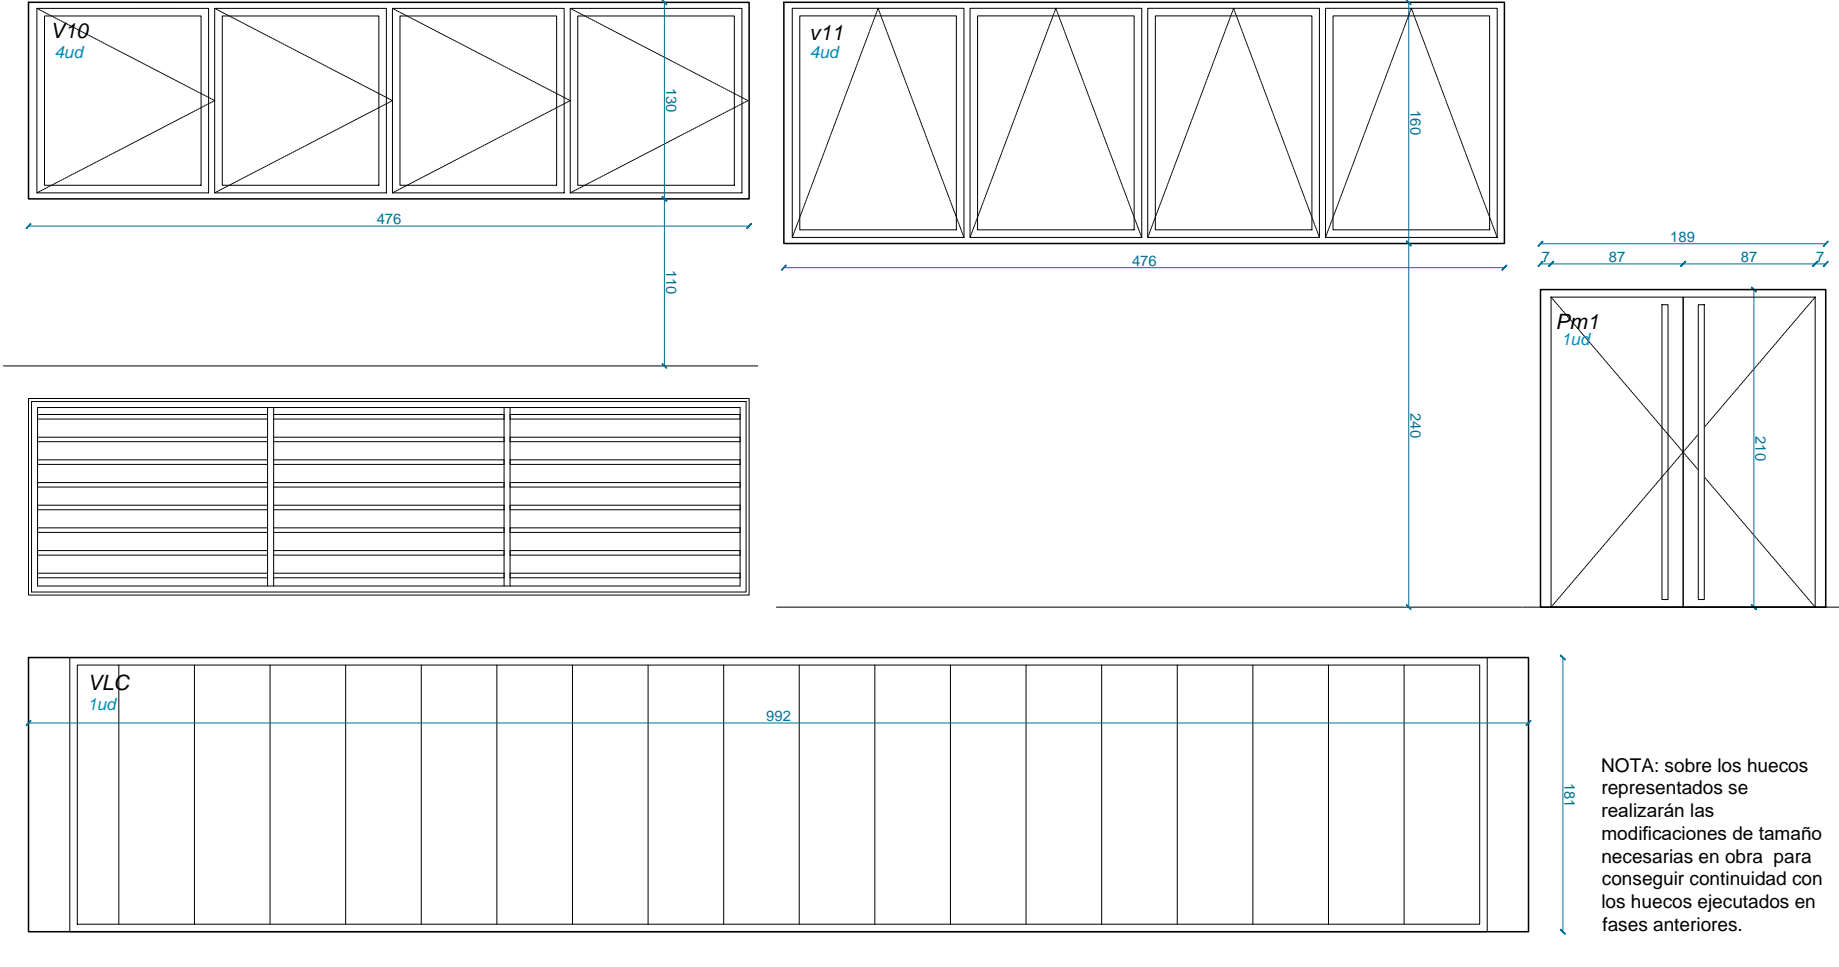 V10
4ud
130
476
110
v11
4ud
160
476
240
189
7
87
87
7
Pm1
1ud
210
VLC
1ud
992
181
NOTA: sobre los huecos
representados se
realizarán las
modificaciones de tamaño
necesarias en obra para
conseguir continuidad con
los huecos ejecutados en
fases anteriores.